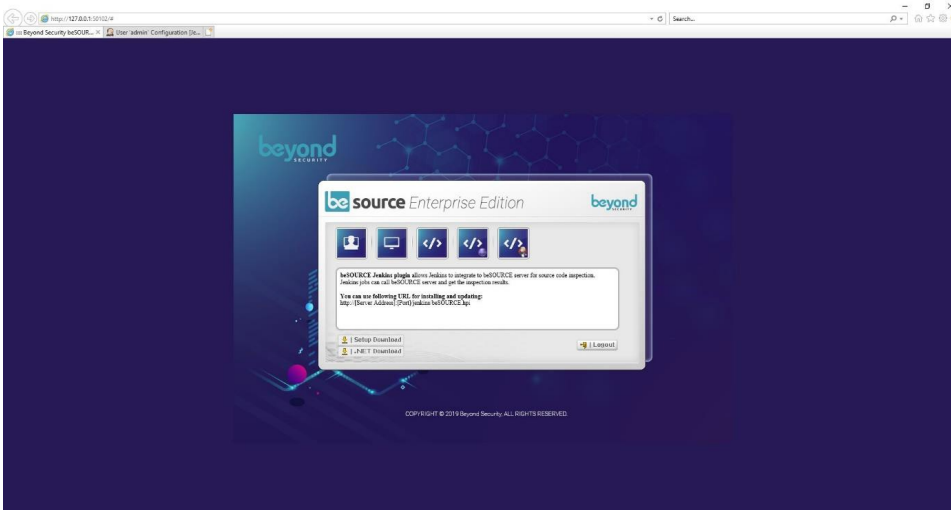 http://127.0.0.1:50102/#
Search...
Beyond Security beSOUR...
User 'admin' Configuration [Je...
beyond
SECURITY
be source Enterprise Edition
beyond
SECURITY
beSOURCE Jenkins plugin allows Jenkins to integrate to beSOURCE server for source code inspection.
Jenkins jobs can call beSOURCE server and get the inspection results.
You can use following URL for installing and updating:
http://[Server Address]:[Port]/jenkins/beSOURCE.hpi
| Setup Download
| .NET Download
| Logout
COPYRIGHT © 2019 Beyond Security, ALL RIGHTS RESERVED.